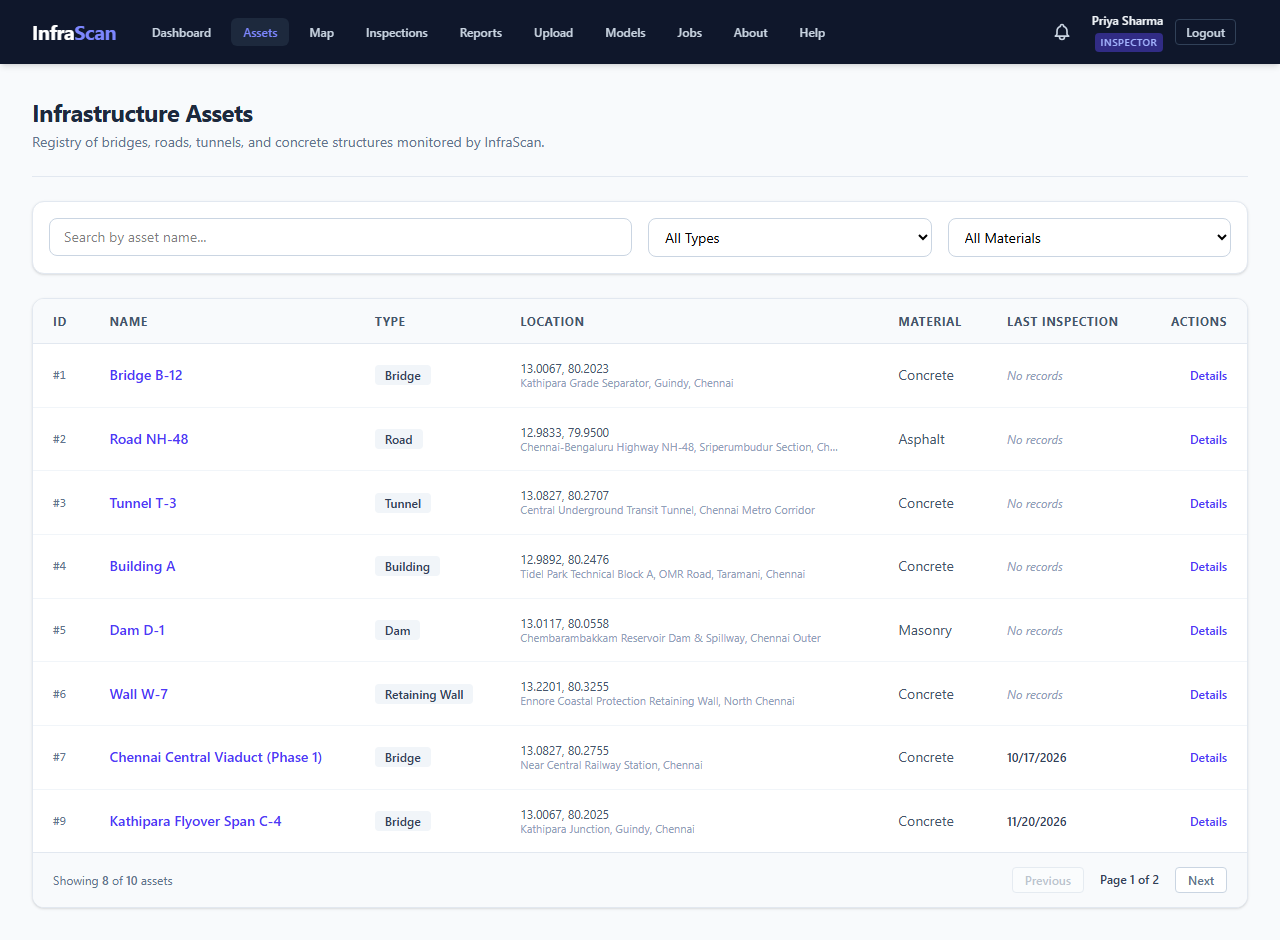 InfraScan
Dashboard Assets Map Inspections Reports Upload Models Jobs About Help
Priya Sharma
INSPECTOR
Logout
Infrastructure Assets
Registry of bridges, roads, tunnels, and concrete structures monitored by InfraScan.
Search by asset name...
All Types
All Materials
ID NAME TYPE LOCATION MATERIAL LAST INSPECTION ACTIONS
#1 Bridge B-12 Bridge 13.0067, 80.2023 Concrete No records Details
Kathipara Grade Separator, Guindy, Chennai
#2 Road NH-48 Road 12.9833, 79.9500 Asphalt No records Details
Chennai-Bengaluru Highway NH-48, Sriperumbudur Section, Ch...
#3 Tunnel T-3 Tunnel 13.0827, 80.2707 Concrete No records Details
Central Underground Transit Tunnel, Chennai Metro Corridor
#4 Building A Building 12.9892, 80.2476 Concrete No records Details
Tidel Park Technical Block A, OMR Road, Taramani, Chennai
#5 Dam D-1 Dam 13.0117, 80.0558 Masonry No records Details
Chembarambakkam Reservoir Dam & Spillway, Chennai Outer
#6 Wall W-7 Retaining Wall 13.2201, 80.3255 Concrete No records Details
Ennore Coastal Protection Retaining Wall, North Chennai
#7 Chennai Central Viaduct (Phase 1) Bridge 13.0827, 80.2755 Concrete 10/17/2026 Details
Near Central Railway Station, Chennai
#9 Kathipara Flyover Span C-4 Bridge 13.0067, 80.2025 Concrete 11/20/2026 Details
Kathipara Junction, Guindy, Chennai
Showing 8 of 10 assets
Previous Page 1 of 2 Next